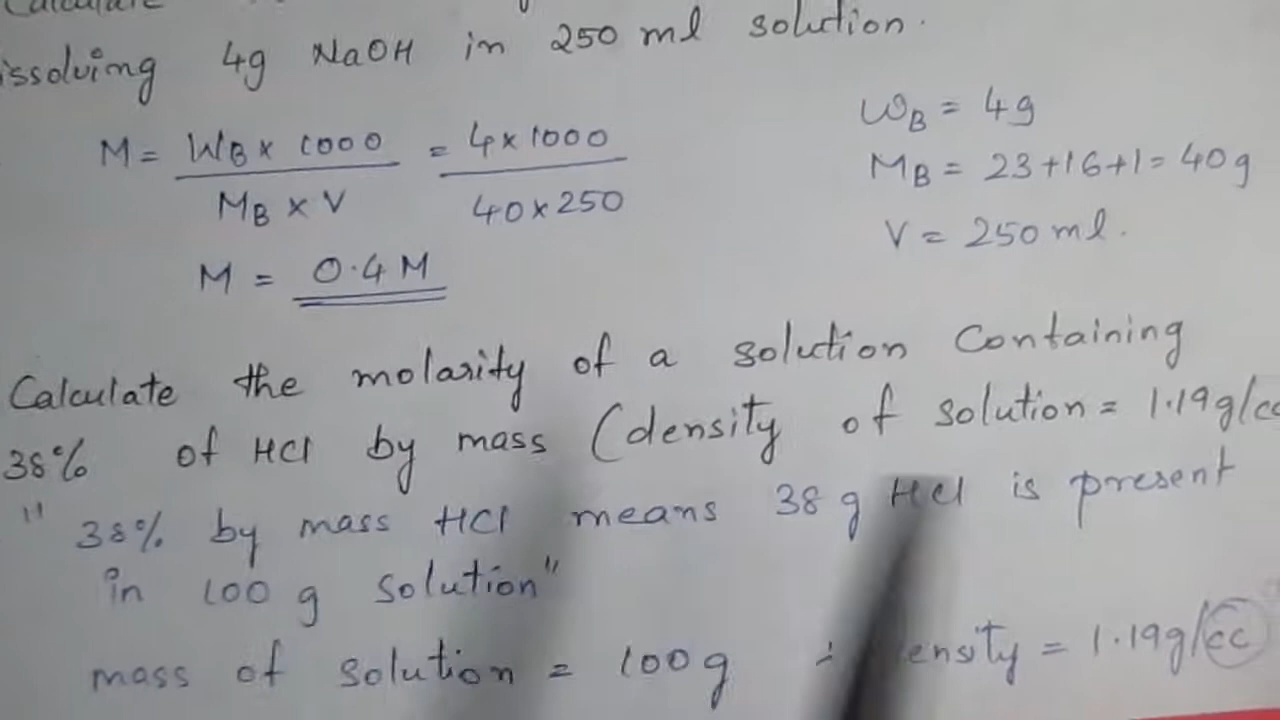 Calculate
issolving 4g NaOH in 250 ml solution.
M = WB x 1000 / MB x V = 4x 1000 / 40 x 250
WB = 4g
MB = 23+16+1= 40g
V = 250 ml.
M = 0.4 M
Calculate the molarity of a solution Containing
38% of HCl by mass (density of solution = 1.19g/cc
" 38% by mass HCl means 38 g HCl is present
in 100 g solution"
mass of solution = 100g ; ensity = 1.19g/cc